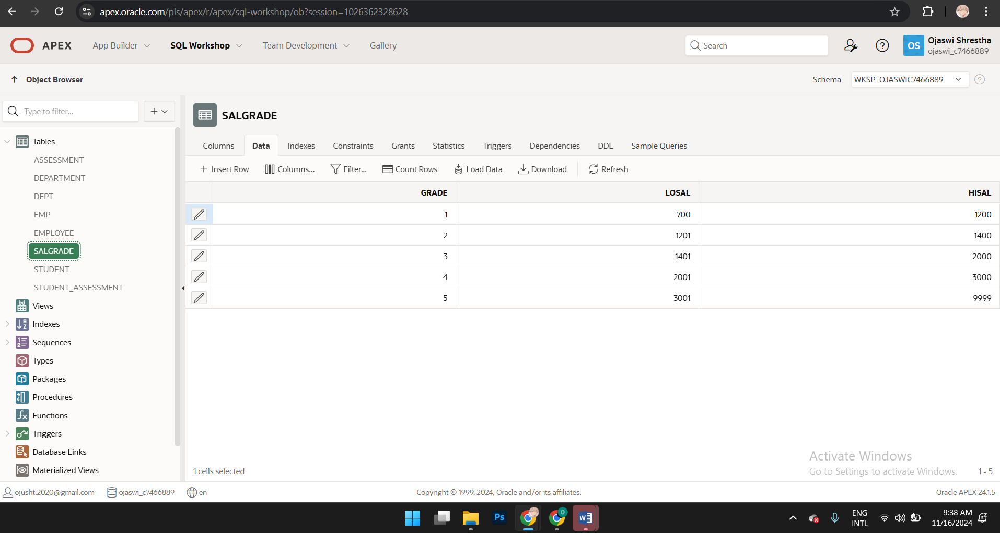 apex.oracle.com/pls/apex/r/apex/sql-workshop/ob?session=1026362328628
APEX App Builder SQL Workshop Team Development Gallery Search OS Ojaswi Shrestha
ojaswi_c7466889
Object Browser Schema WKSP_OJASWIC7466889
Type to filter...
SALGRADE
Columns Data Indexes Constraints Grants Statistics Triggers Dependencies DDL Sample Queries
Insert Row Columns... Filter... Count Rows Load Data Download Refresh
GRADE LOSAL HISAL
1 700 1200
2 1201 1400
3 1401 2000
4 2001 3000
5 3001 9999
Tables
ASSESSMENT
DEPARTMENT
DEPT
EMP
EMPLOYEE
SALGRADE
STUDENT
STUDENT_ASSESSMENT
Views
Indexes
Sequences
Types
Packages
Procedures
Functions
Triggers
Database Links
Materialized Views
1 cells selected
Activate Windows
Go to Settings to activate Windows.
1 - 5
ojusht.2020@gmail.com ojaswi_c7466889 en Copyright © 1999, 2024, Oracle and/or its affiliates. Oracle APEX 24.1.5
Ps
W
ENG
INTL
9:38 AM
11/16/2024